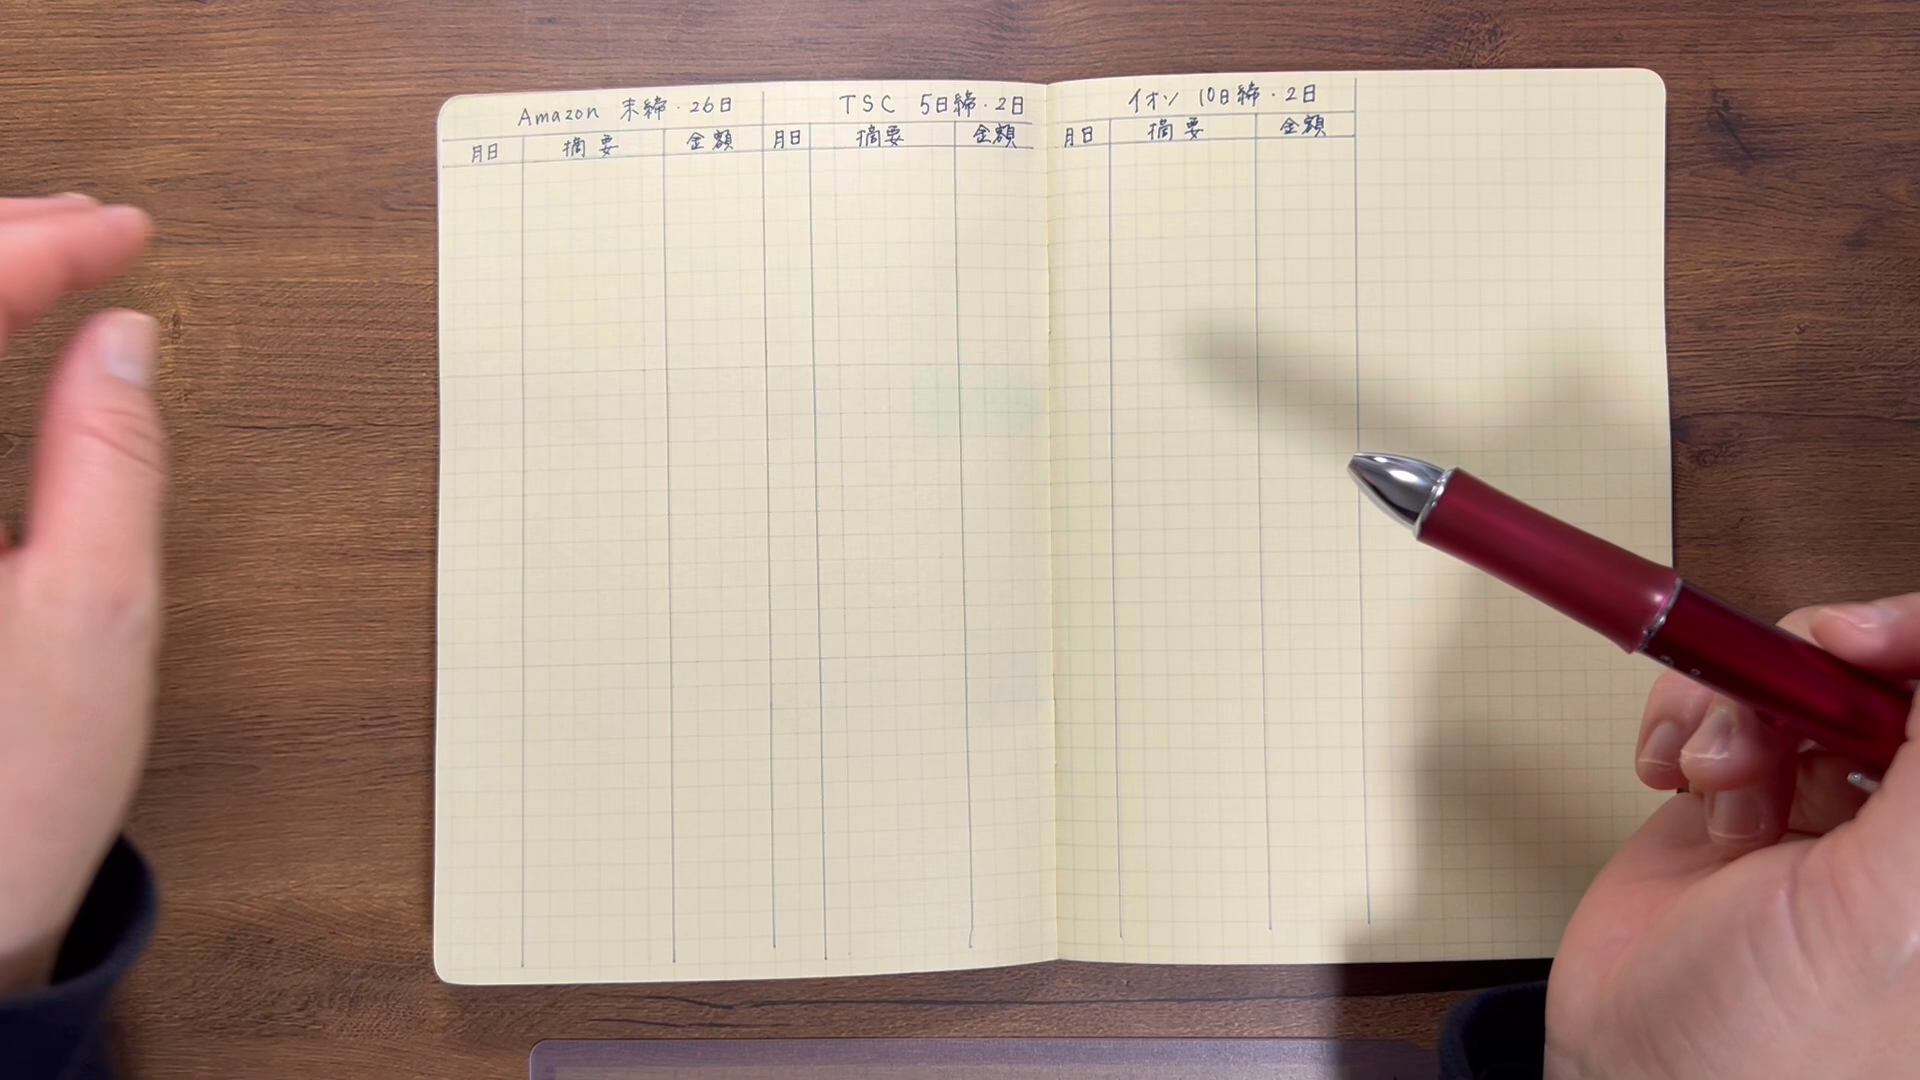 Amazon 末締・26日
月日 摘要 金額
TSC 5日締・2日
月日 摘要 金額
イオン 10日締・2日
月日 摘要 金額